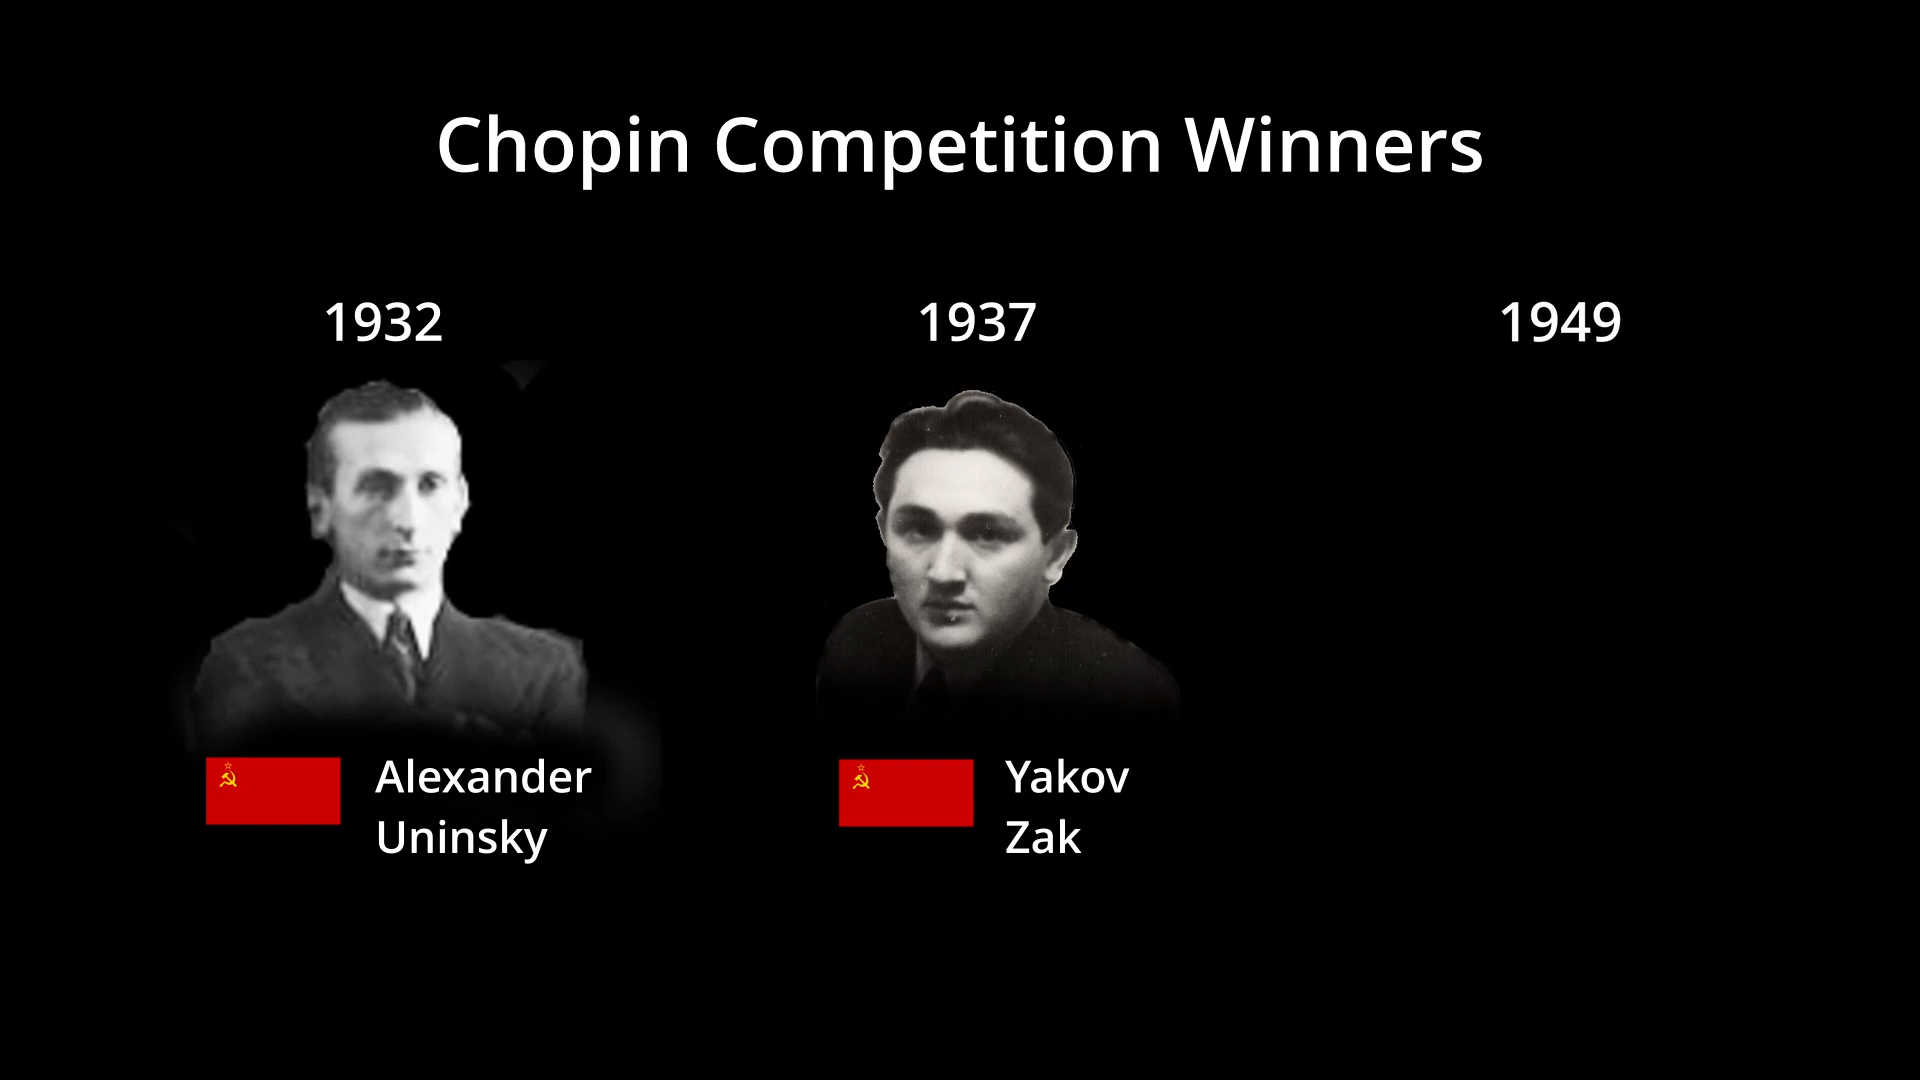 Chopin Competition Winners
1932
1937
1949
Alexander
Uninsky
Yakov
Zak